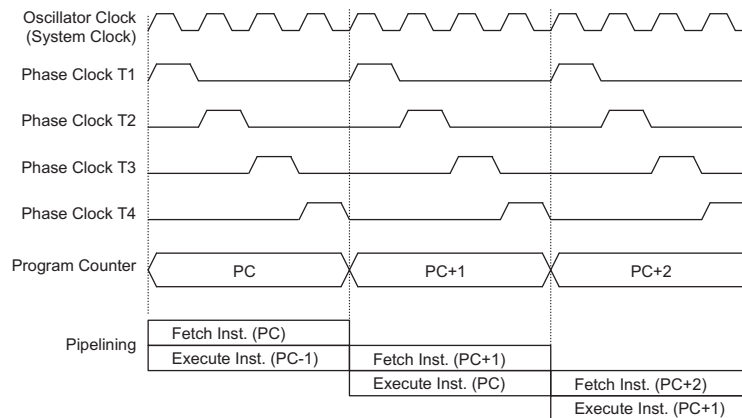 Oscillator Clock
(System Clock)
Phase Clock T1
Phase Clock T2
Phase Clock T3
Phase Clock T4
Program Counter
PC
PC+1
PC+2
Pipelining
Fetch Inst. (PC)
Execute Inst. (PC-1)
Fetch Inst. (PC+1)
Execute Inst. (PC)
Fetch Inst. (PC+2)
Execute Inst. (PC+1)